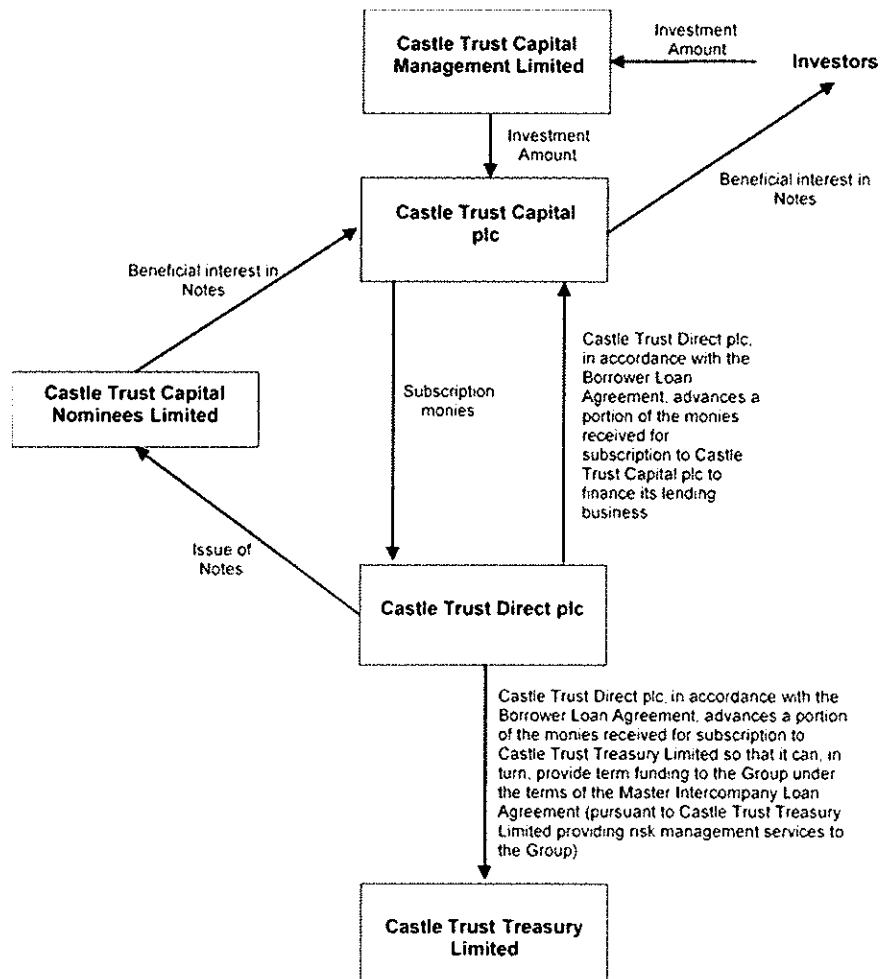 Castle Trust Capital
Management Limited
Investment
Amount
Investors
Investment
Amount
Castle Trust Capital
plc
Beneficial interest in
Notes
Beneficial interest in
Notes
Castle Trust Capital
Nominees Limited
Subscription
monies
Castle Trust Direct plc,
in accordance with the
Borrower Loan
Agreement, advances a
portion of the monies
received for
subscription to Castle
Trust Capital plc to
finance its lending
business
Issue of
Notes
Castle Trust Direct plc
Castle Trust Direct plc, in accordance with the
Borrower Loan Agreement, advances a portion
of the monies received for subscription to
Castle Trust Treasury Limited so that it can, in
turn, provide term funding to the Group under
the terms of the Master Intercompany Loan
Agreement (pursuant to Castle Trust Treasury
Limited providing risk management services to
the Group)
Castle Trust Treasury
Limited